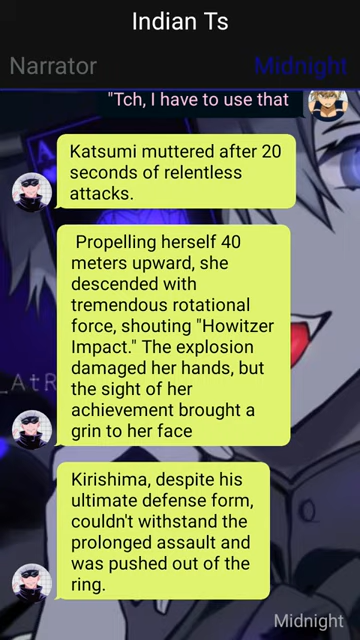 Indian Ts
Narrator
Midnight
"Tch, I have to use that
Katsumi muttered after 20
seconds of relentless
attacks.
Propelling herself 40
meters upward, she
descended with
tremendous rotational
force, shouting "Howitzer
Impact." The explosion
damaged her hands, but
the sight of her
achievement brought a
grin to her face
_AtR
Kirishima, despite his
ultimate defense form,
couldn't withstand the
prolonged assault and
was pushed out of the
ring.
Midnight